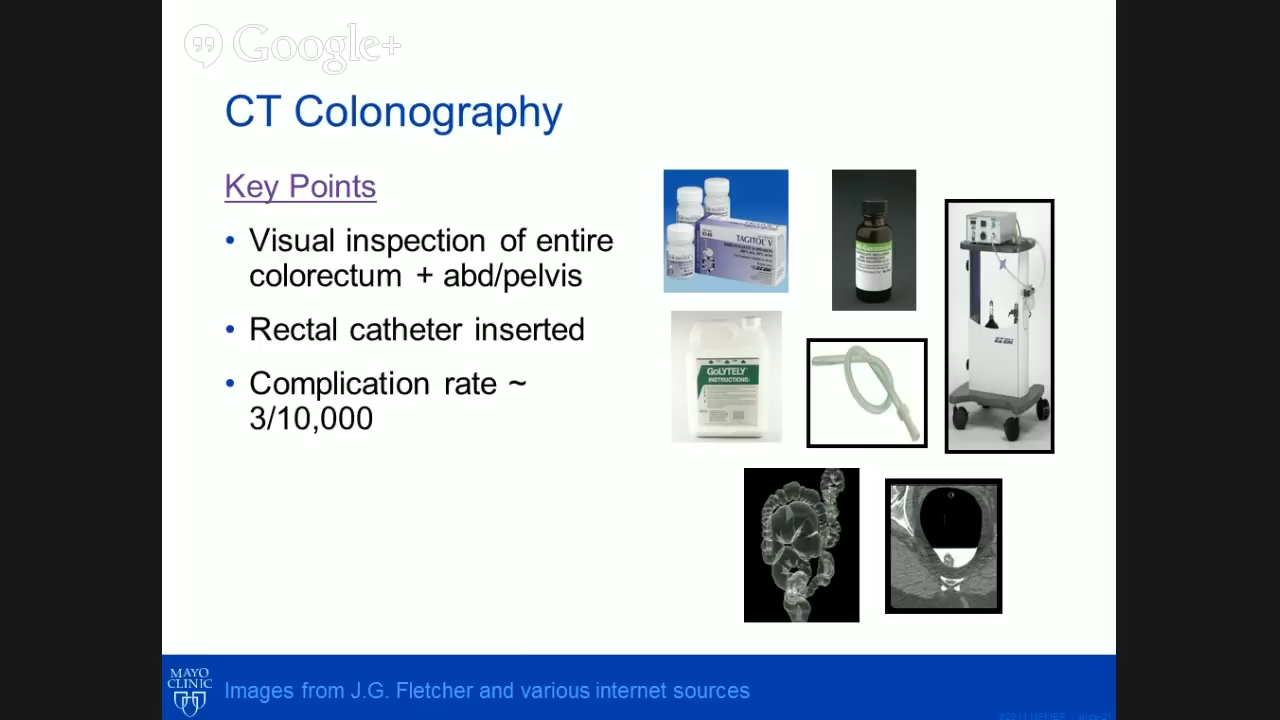 Google+
CT Colonography
Key Points
• Visual inspection of entire
colorectum + abd/pelvis
• Rectal catheter inserted
• Complication rate ~
3/10,000
TAGITOL V
GoLYTELY
INSTRUCTIONS:
MAYO
CLINIC
Images from J.G. Fletcher and various internet sources